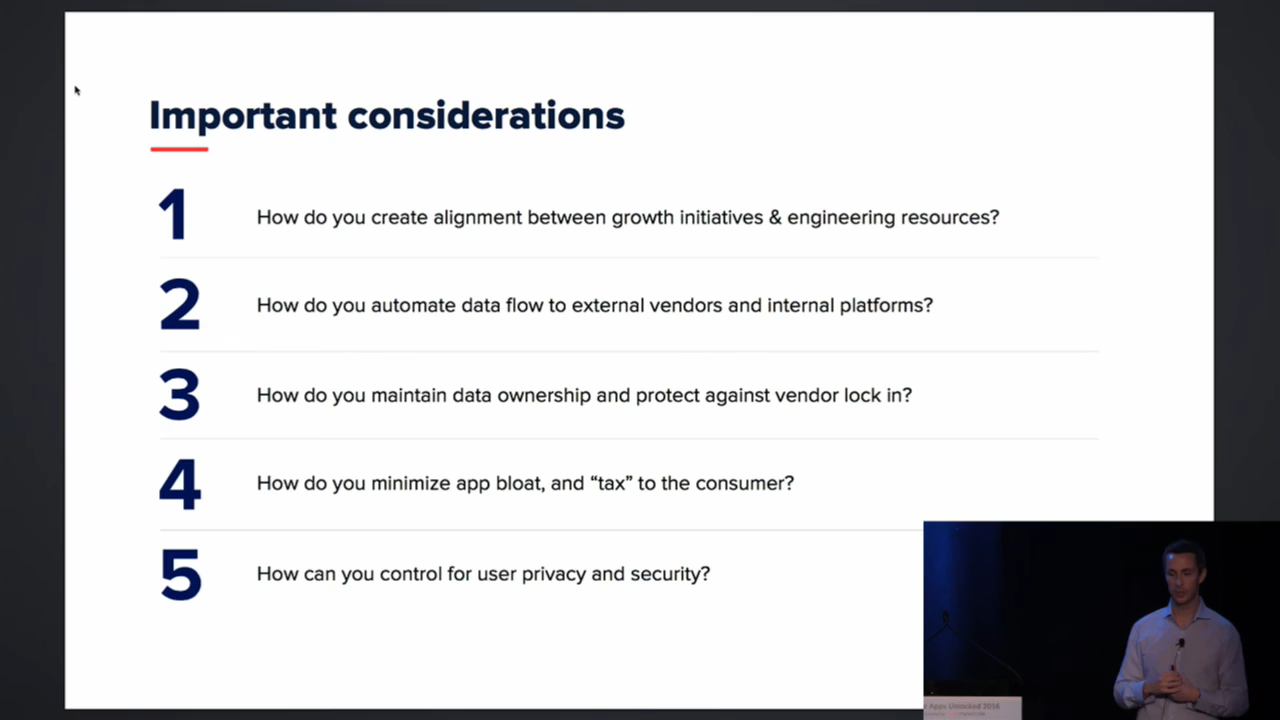 Important considerations
1
How do you create alignment between growth initiatives & engineering resources?
2
How do you automate data flow to external vendors and internal platforms?
3
How do you maintain data ownership and protect against vendor lock in?
4
How do you minimize app bloat, and “tax” to the consumer?
5
How can you control for user privacy and security?
Apps Unlocked 2016